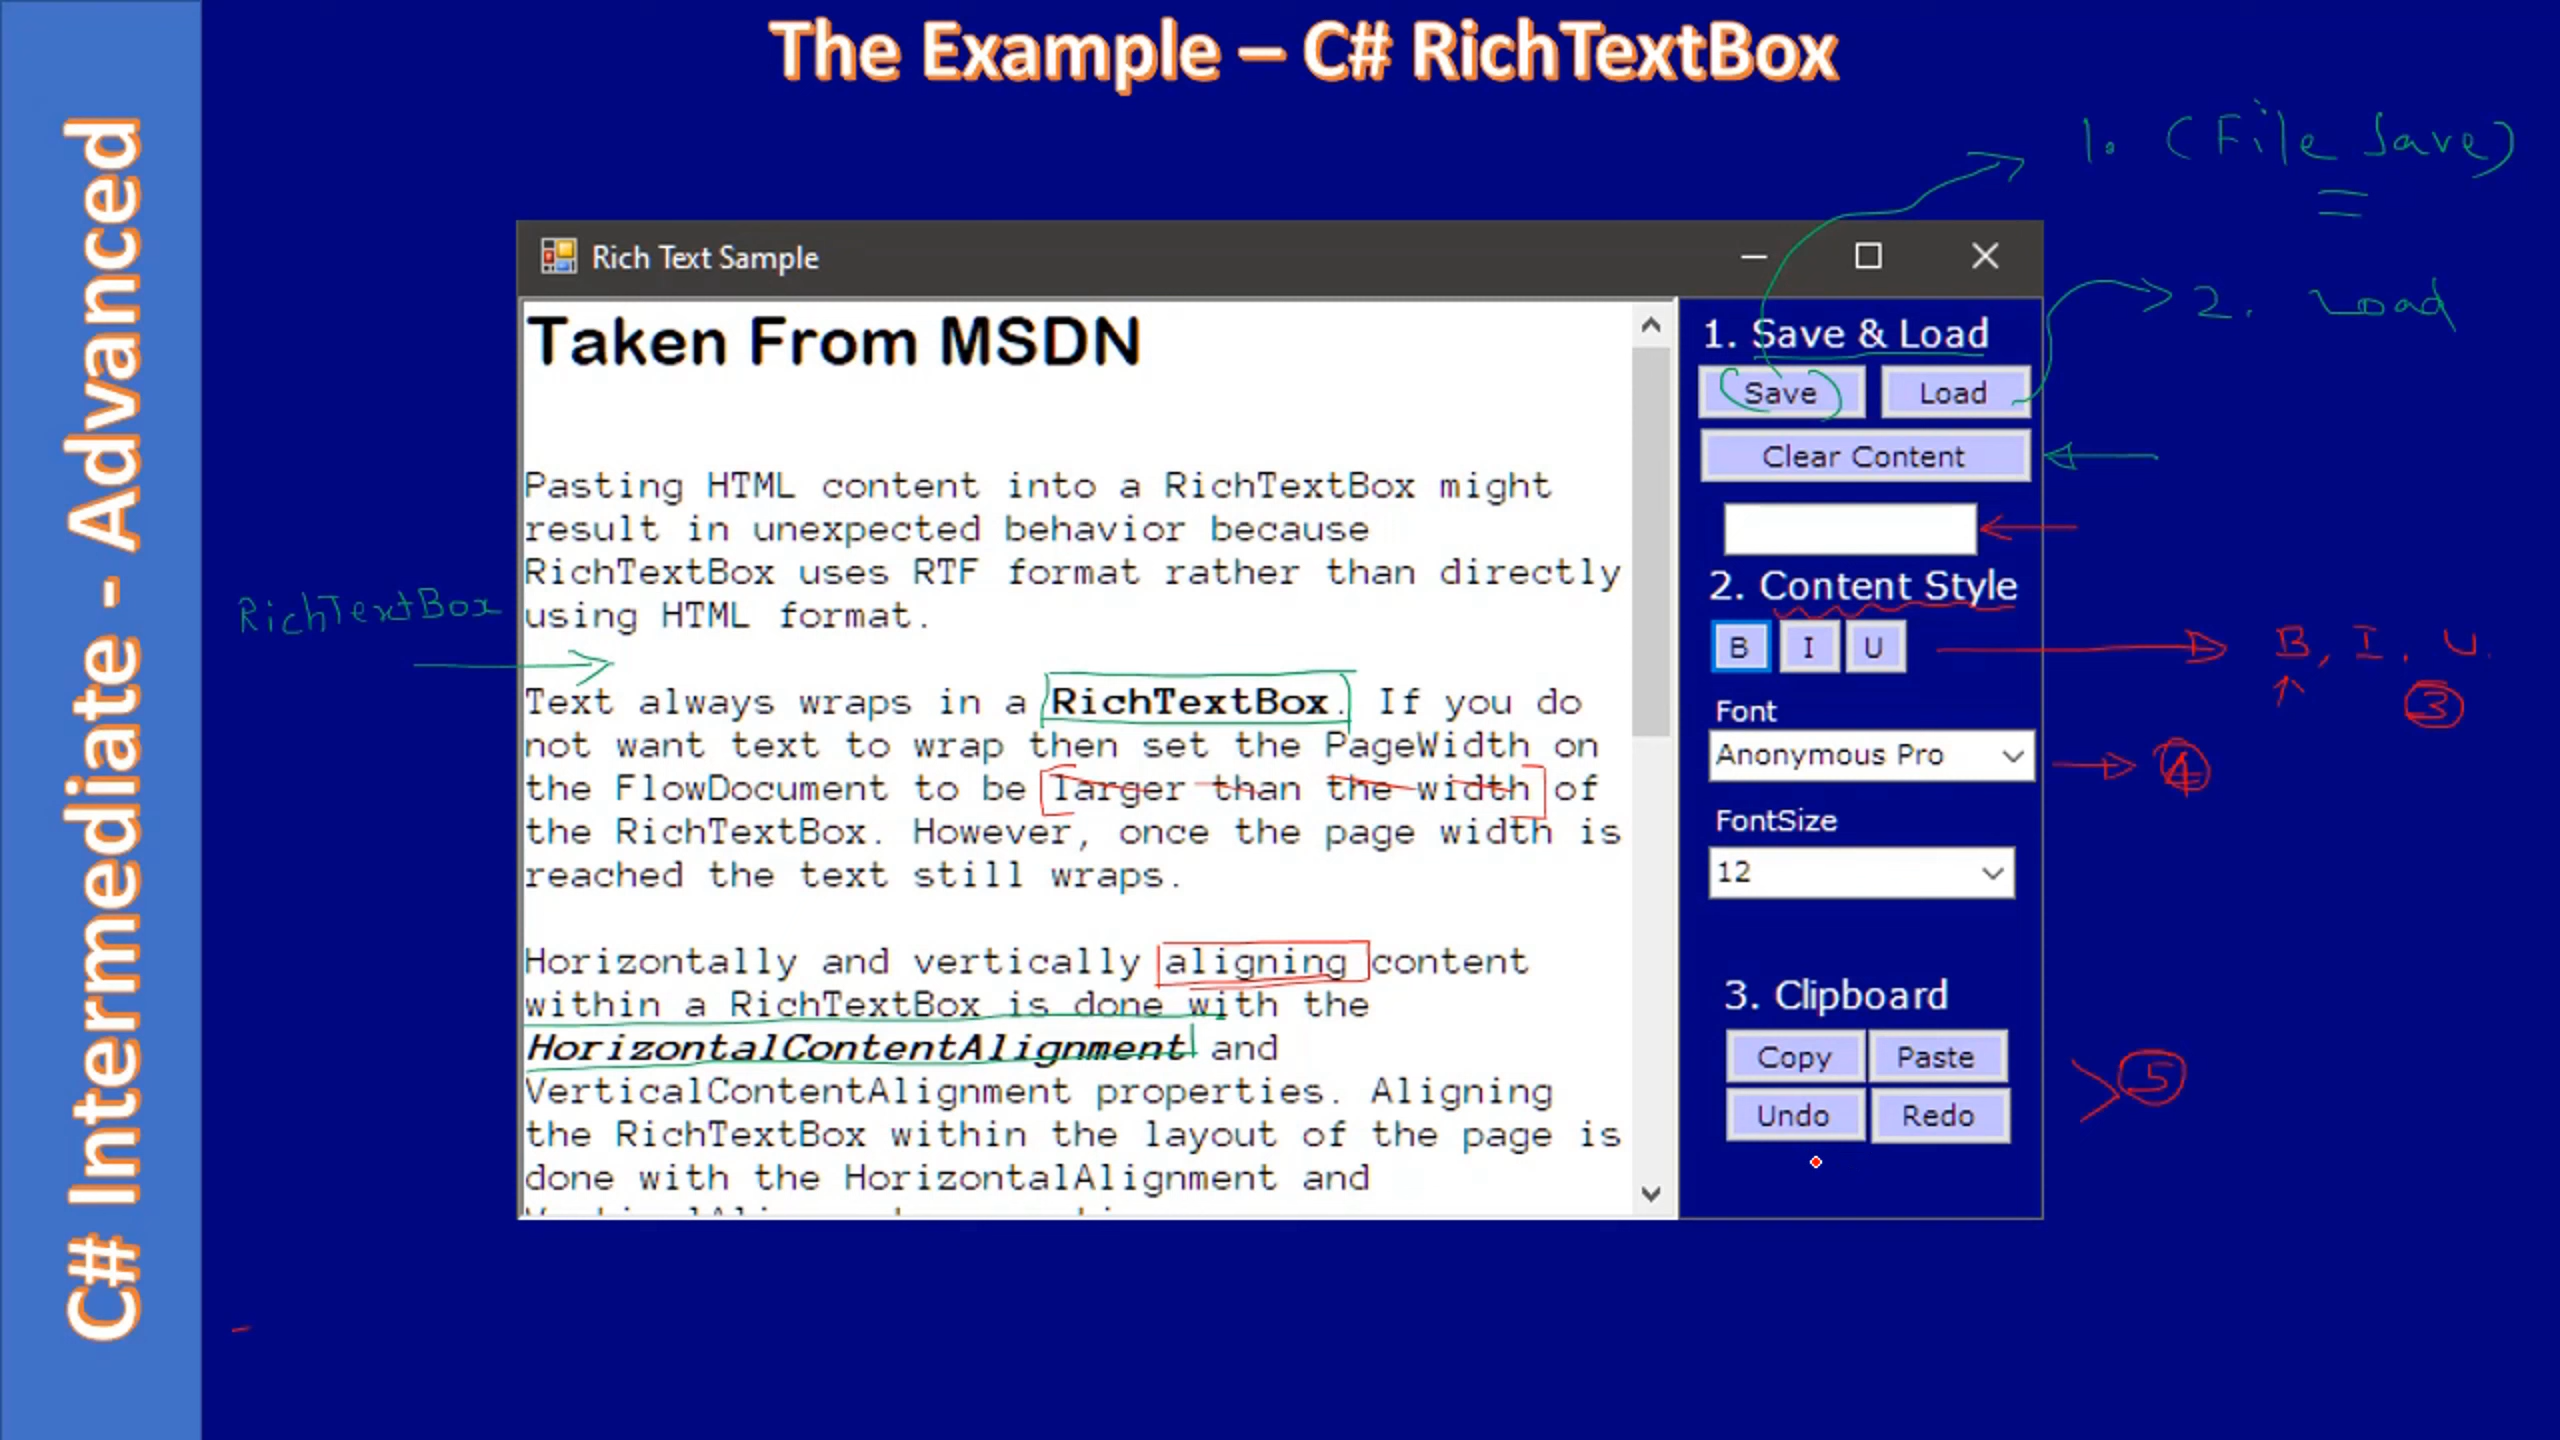 The Example – C# RichTextBox
C# Intermediate - Advanced
1. (File Save)
Rich Text Sample
2. Load
Taken From MSDN
Pasting HTML content into a RichTextBox might
result in unexpected behavior because
RichTextBox uses RTF format rather than directly
using HTML format.
RichTextBox
Text always wraps in a RichTextBox. If you do
not want text to wrap then set the PageWidth on
the FlowDocument to be larger than the width of
the RichTextBox. However, once the page width is
reached the text still wraps.
Horizontally and vertically aligning content
within a RichTextBox is done with the
HorizontalContentAlignment and
VerticalContentAlignment properties. Aligning
the RichTextBox within the layout of the page is
done with the HorizontalAlignment and
1. Save & Load
Save Load
Clear Content
2. Content Style
B I U
B, I, U.
3
Font
Anonymous Pro
4
FontSize
12
3. Clipboard
Copy Paste
Undo Redo
5